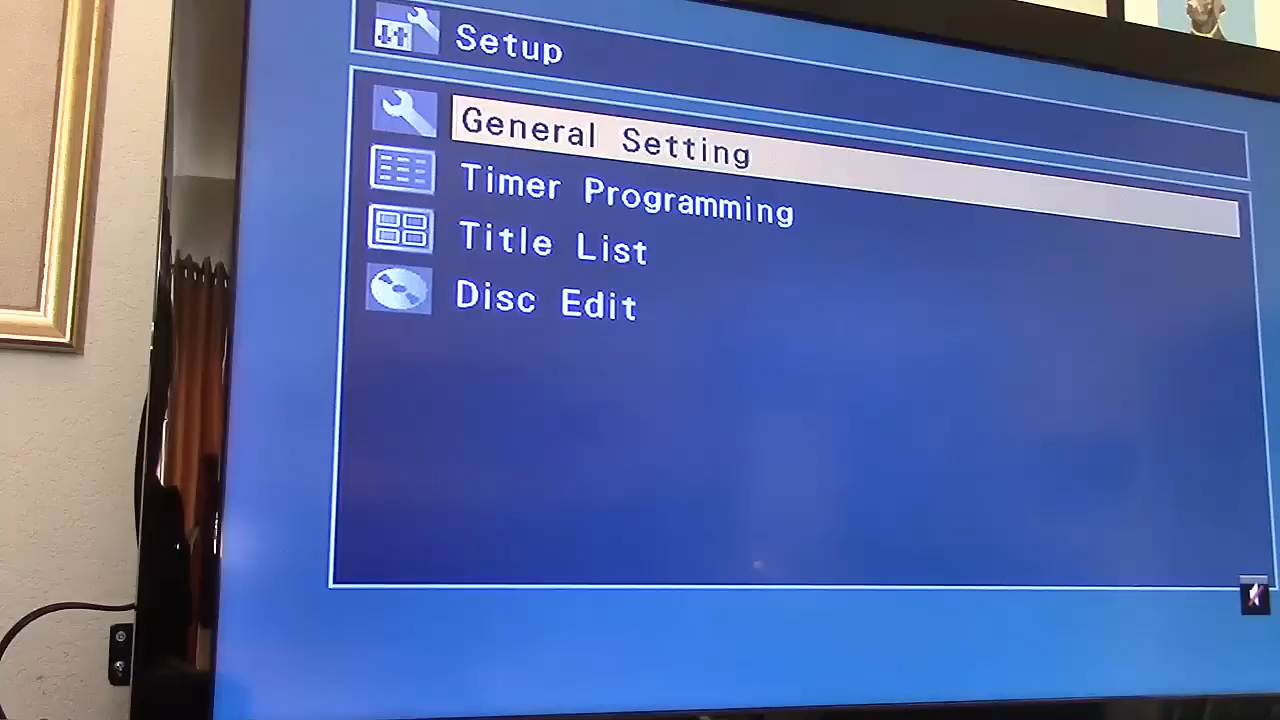 Setup
General Setting
Timer Programming
Title List
Disc Edit